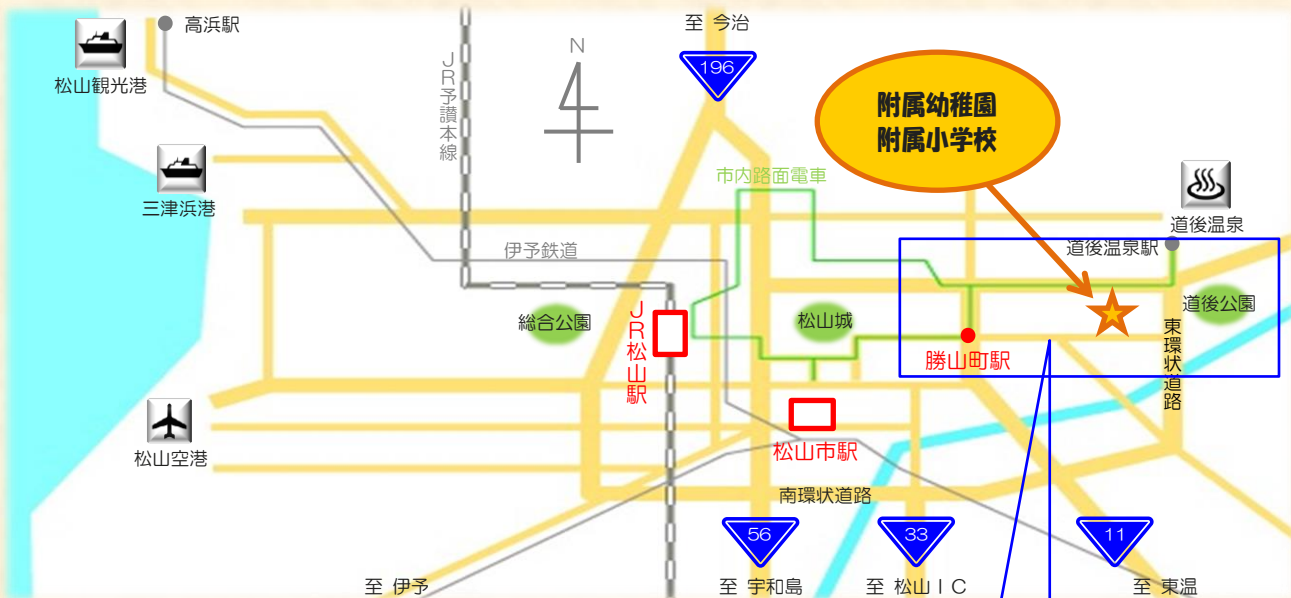 高浜駅
至 今治
松山観光港
JR予讃本線
N
196
附属幼稚園
附属小学校
三津浜港
市内路面電車
道後温泉
伊予鉄道
道後温泉駅
総合公園
JR松山駅
松山城
道後公園
勝山町駅
東環状道路
松山空港
松山市駅
南環状道路
56
33
11
至 伊予
至 宇和島
至 松山IC
至 東温